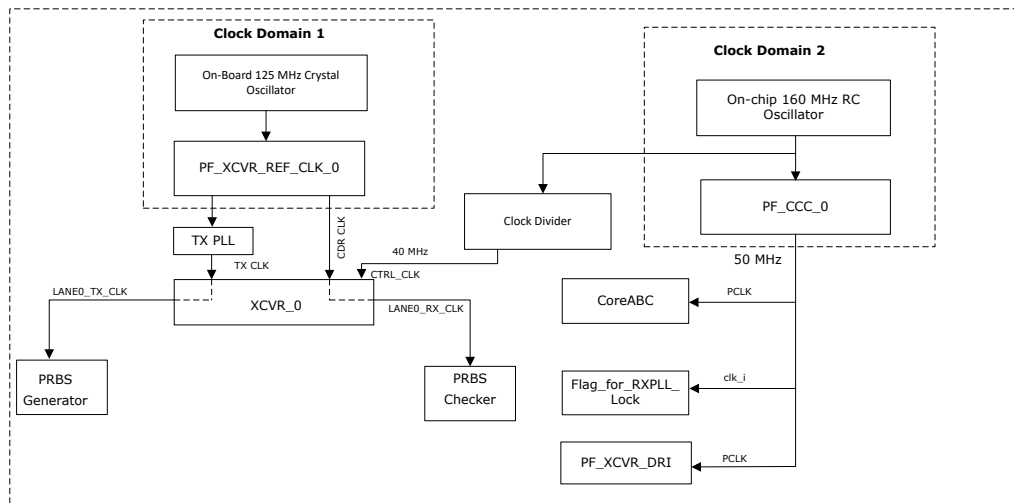 Clock Domain 1
On-Board 125 MHz Crystal
Oscillator
PF_XCVR_REF_CLK_0
TX PLL
TX CLK
CDR CLK
40 MHz
CTRL_CLK
LANE0_TX_CLK
XCVR_0
LANE0_RX_CLK
PRBS
Generator
PRBS
Checker
Clock Divider
Clock Domain 2
On-chip 160 MHz RC
Oscillator
PF_CCC_0
50 MHz
CoreABC
PCLK
Flag_for_RXPLL_
Lock
clk_i
PF_XCVR_DRI
PCLK